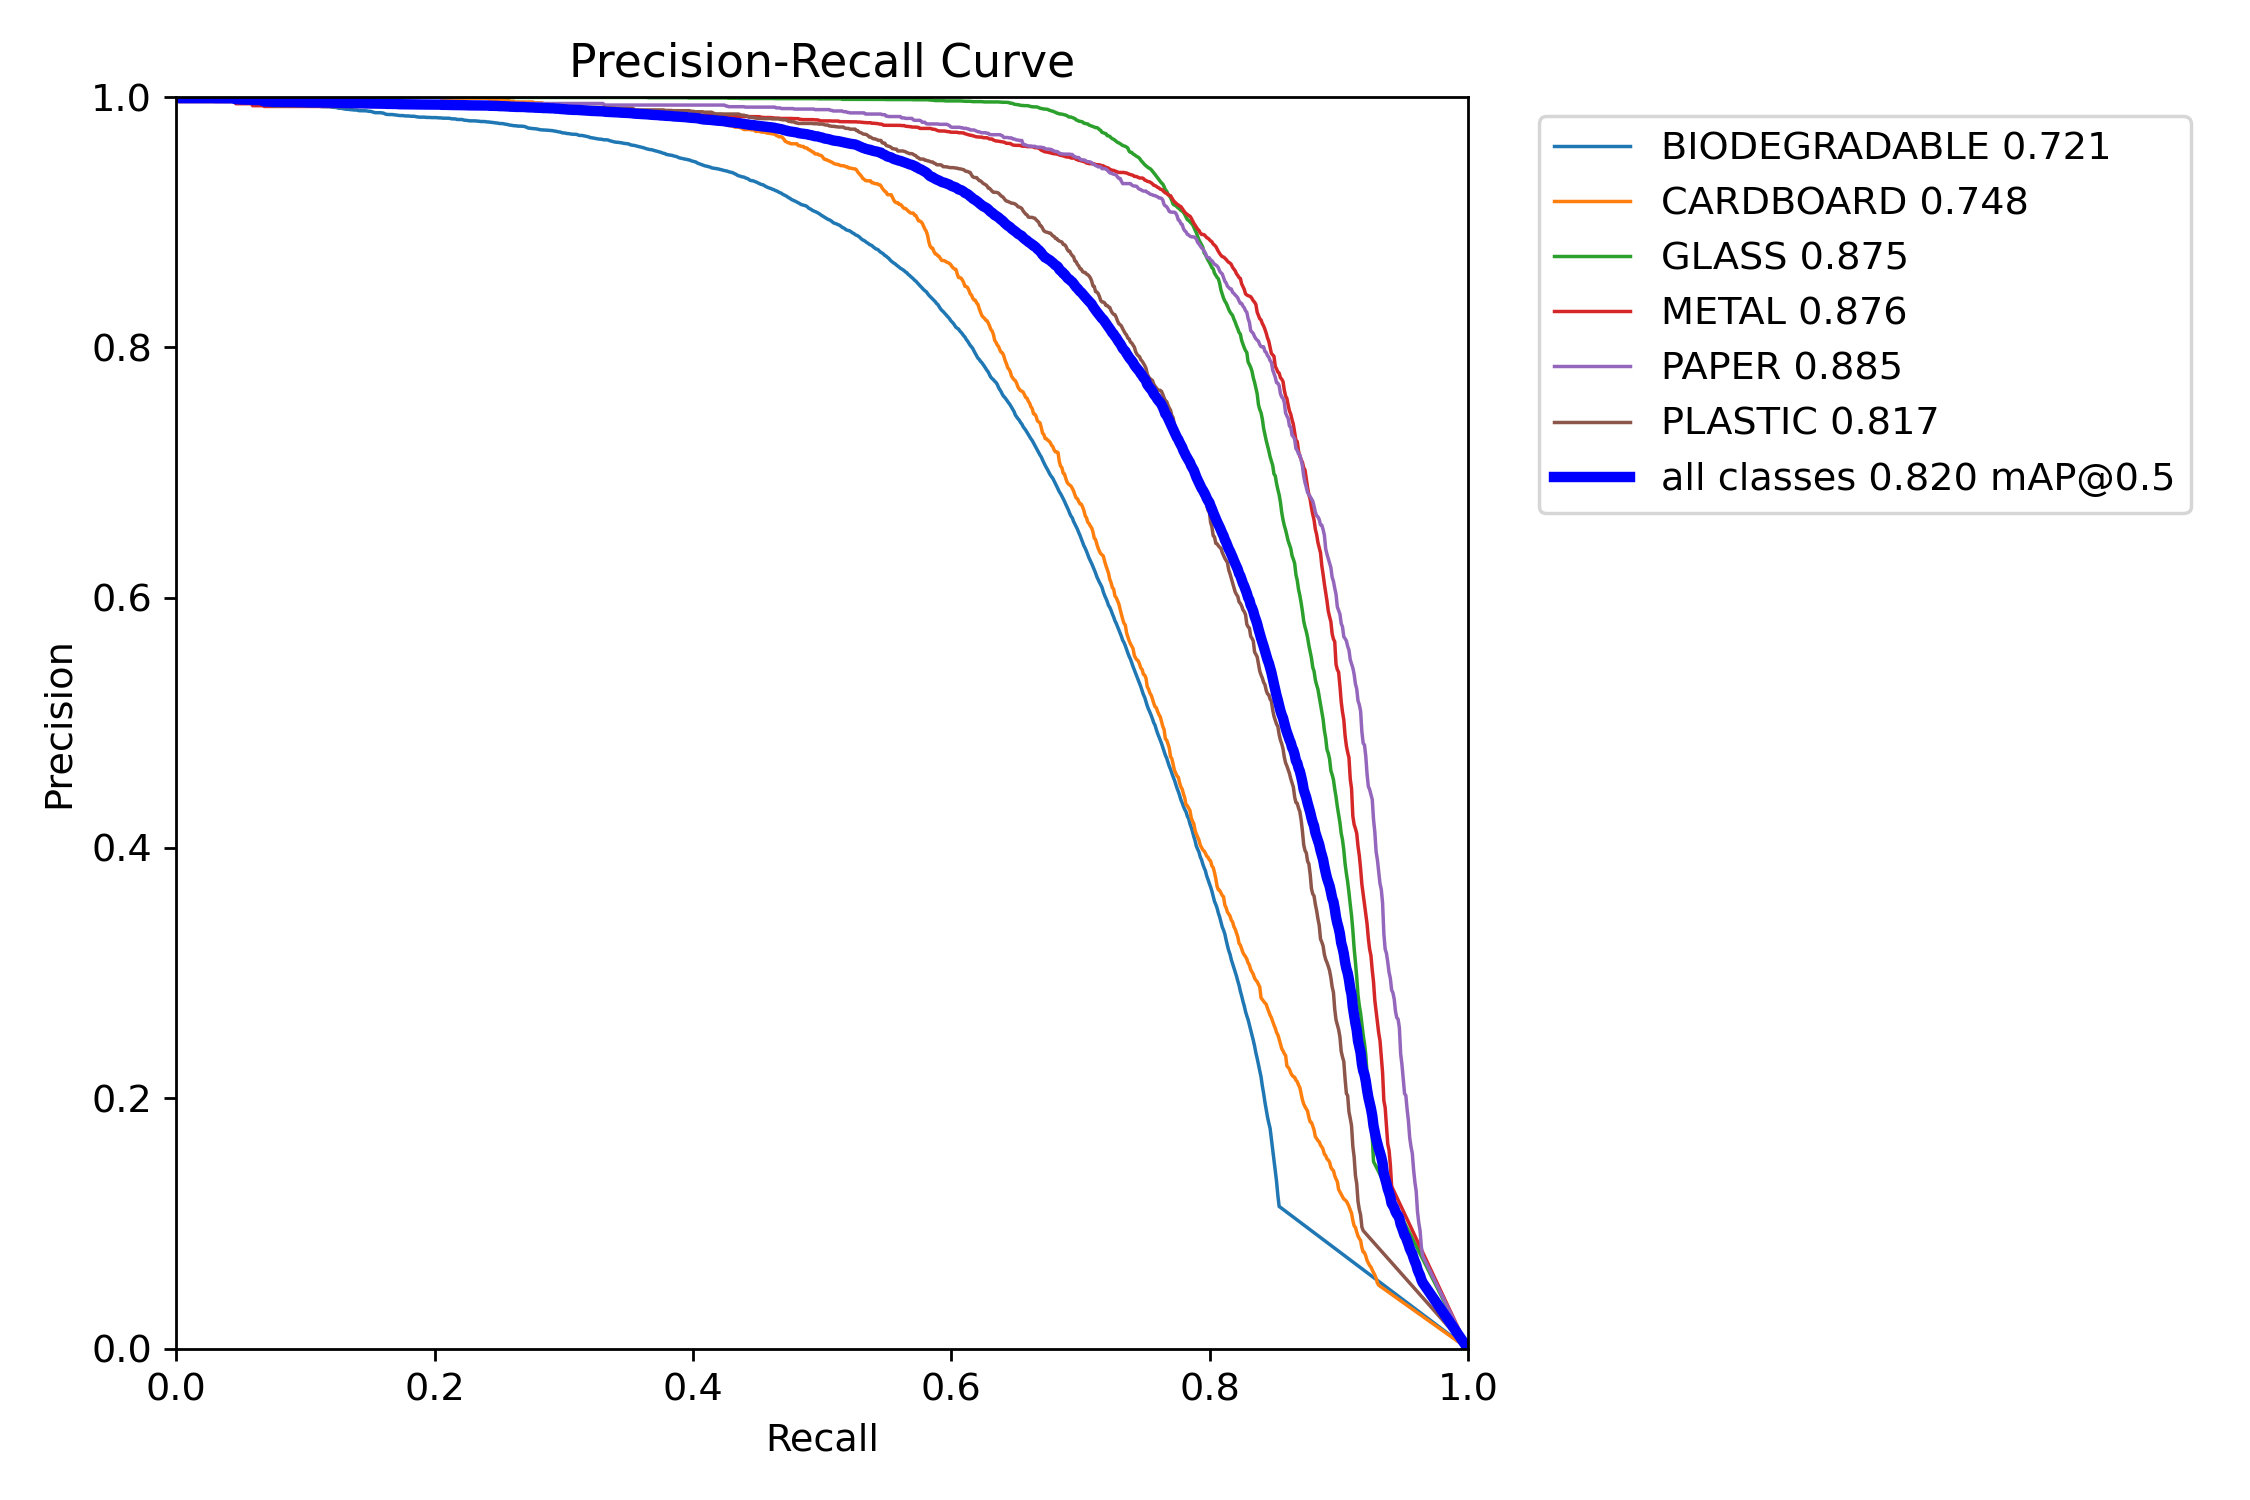 Precision-Recall Curve
1.0
0.8
0.6
0.4
0.2
0.0
Precision
0.0 0.2 0.4 0.6 0.8 1.0
Recall
BIODEGRADABLE 0.721
CARDBOARD 0.748
GLASS 0.875
METAL 0.876
PAPER 0.885
PLASTIC 0.817
all classes 0.820 mAP@0.5